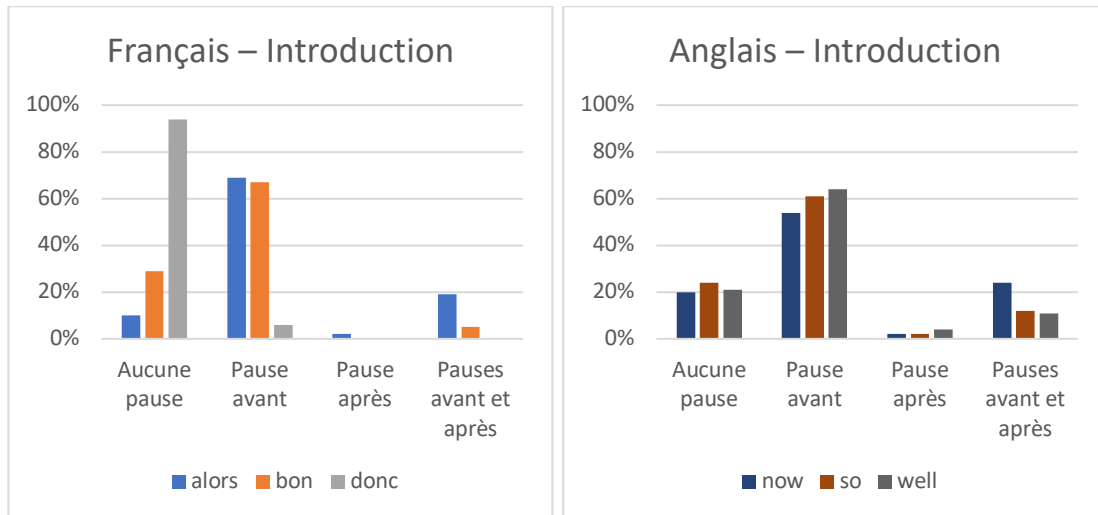 Français – Introduction
100%
80%
60%
40%
20%
0%
Aucune
pause
Pause
avant
Pause
après
Pauses
avant et
après
alors bon donc
Anglais – Introduction
100%
80%
60%
40%
20%
0%
Aucune
pause
Pause
avant
Pause
après
Pauses
avant et
après
now so well